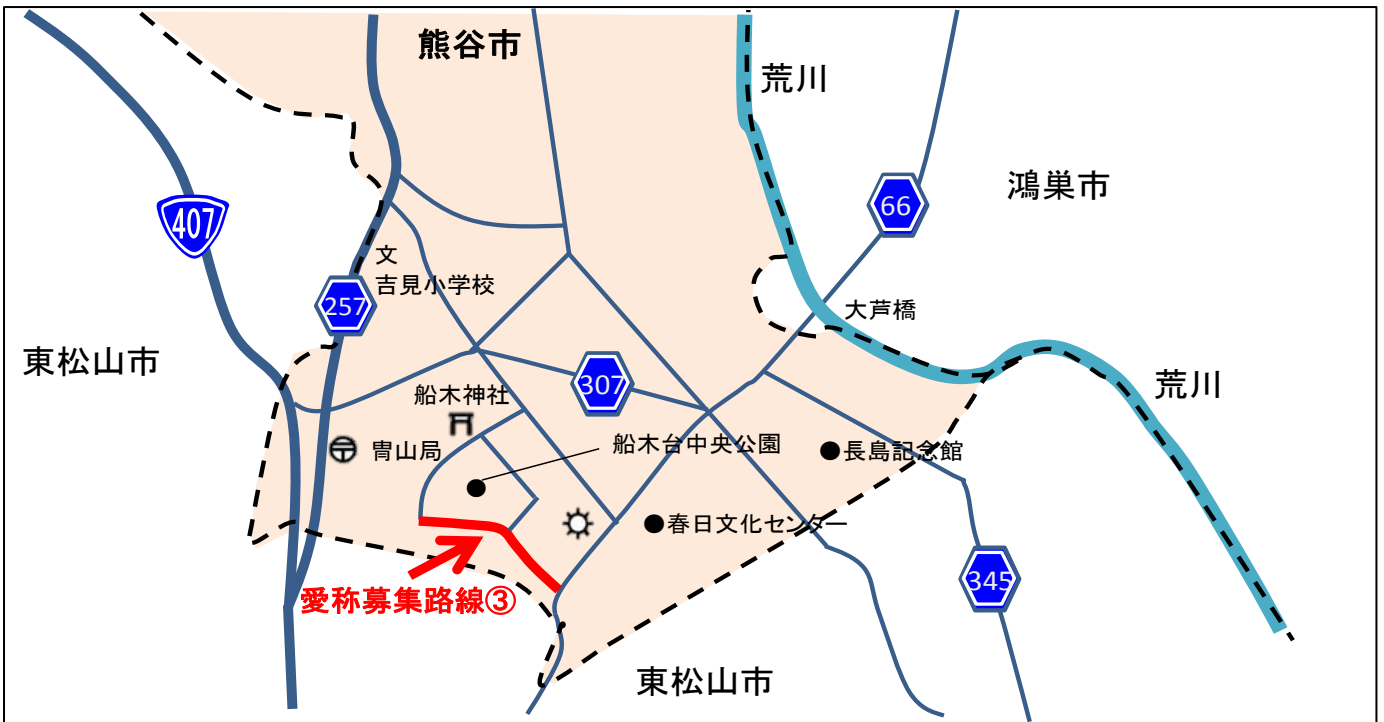 熊谷市
荒川
66
鴻巣市
407
文
吉見小学校
257
大芦橋
東松山市
307
荒川
船木神社
冑山局
船木台中央公園
長島記念館
春日文化センター
345
愛称募集路線③
東松山市